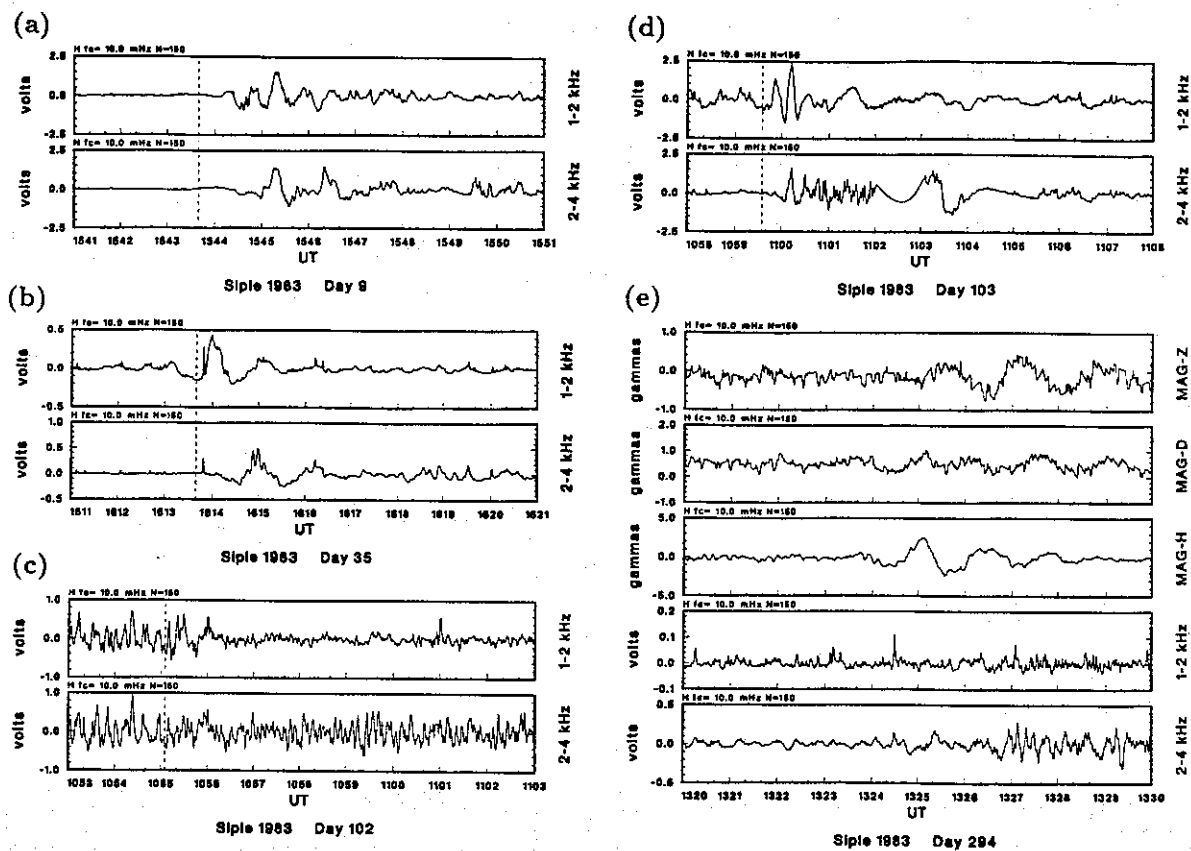 (a)
H fc= 10.0 mHz N=150
2.5
0.0
-2.5
volts
1-2 kHz
H fc= 10.0 mHz N=150
2.5
0.0
-2.5
volts
2-4 kHz
1541 1542 1543 1544 1545 1546 1547 1548 1549 1550 1551
UT
Siple 1983 Day 9
(b)
H fc= 10.0 mHz N=150
0.5
0.0
-0.5
volts
1-2 kHz
H fc= 10.0 mHz N=150
1.0
0.0
-0.5
volts
2-4 kHz
1611 1612 1613 1614 1615 1616 1617 1618 1619 1620 1621
UT
Siple 1983 Day 35
(c)
H fc= 10.0 mHz N=150
1.0
0.0
-1.0
volts
1-2 kHz
H fc= 10.0 mHz N=150
1.0
0.0
-1.0
volts
2-4 kHz
1053 1054 1055 1056 1057 1058 1059 1100 1101 1102 1103
UT
Siple 1983 Day 102
(d)
H fc= 10.0 mHz N=150
2.5
0.0
-2.5
volts
1-2 kHz
H fc= 10.0 mHz N=150
2.5
0.0
-2.5
volts
2-4 kHz
1058 1059 1100 1101 1102 1103 1104 1105 1106 1107 1108
UT
Siple 1983 Day 103
(e)
H fc= 10.0 mHz N=150
1.0
0.0
-1.0
gammas
MAG-Z
H fc= 10.0 mHz N=150
2.0
1.0
0.0
-1.0
gammas
MAG-D
H fc= 10.0 mHz N=150
5.0
0.0
-5.0
gammas
MAG-H
H fc= 10.0 mHz N=150
0.2
0.1
0.0
-0.1
volts
1-2 kHz
H fc= 10.0 mHz N=150
0.5
0.0
-0.5
volts
2-4 kHz
1320 1321 1322 1323 1324 1325 1326 1327 1328 1329 1330
UT
Siple 1983 Day 294